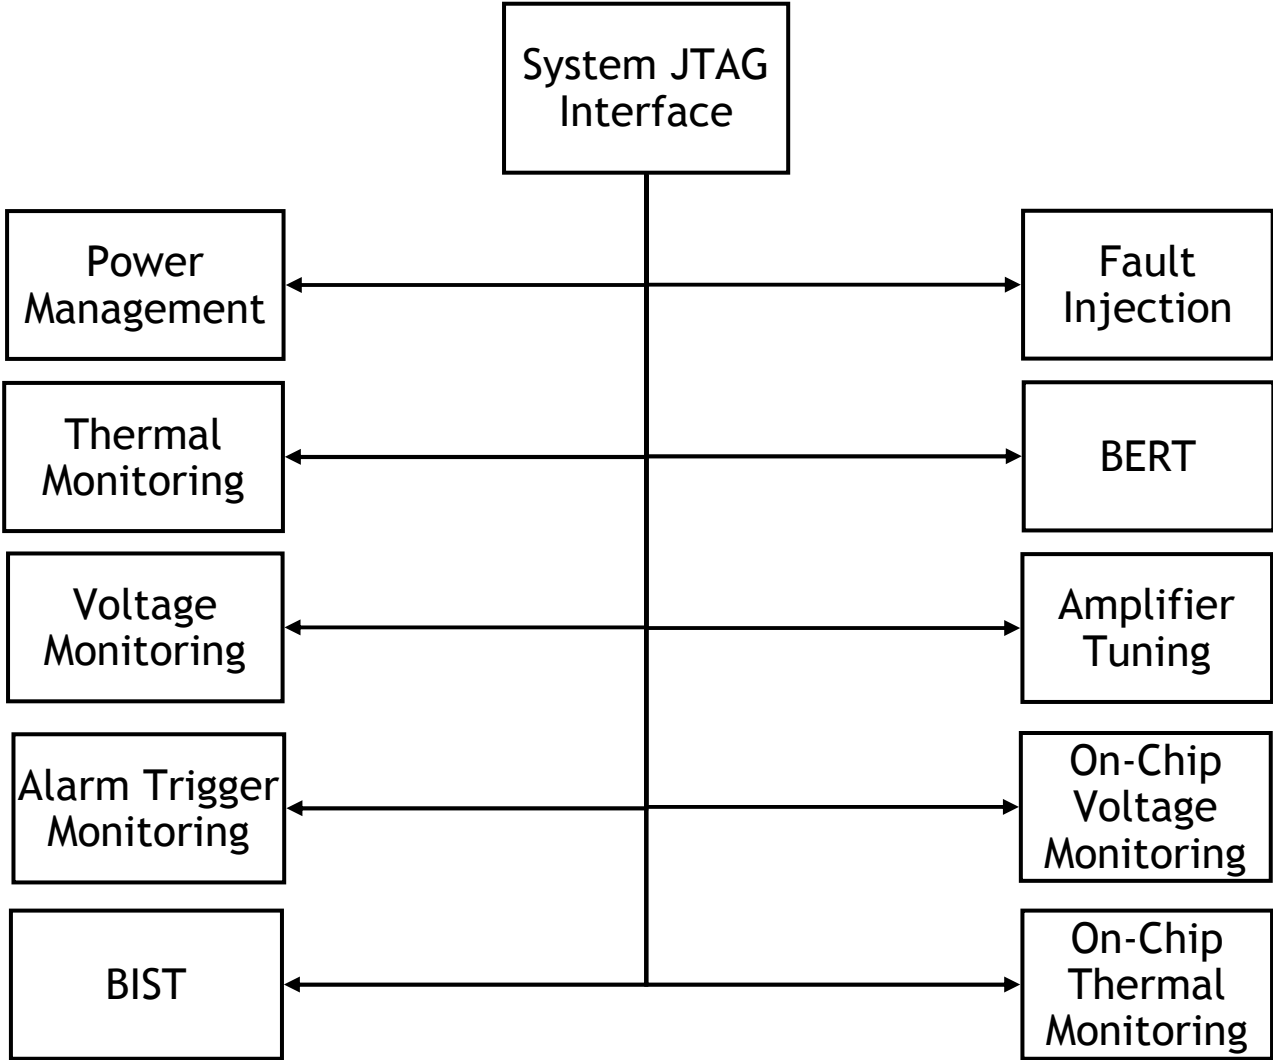 System JTAG
Interface
Power
Management
Fault
Injection
Thermal
Monitoring
BERT
Voltage
Monitoring
Amplifier
Tuning
Alarm Trigger
Monitoring
On-Chip
Voltage
Monitoring
BIST
On-Chip
Thermal
Monitoring